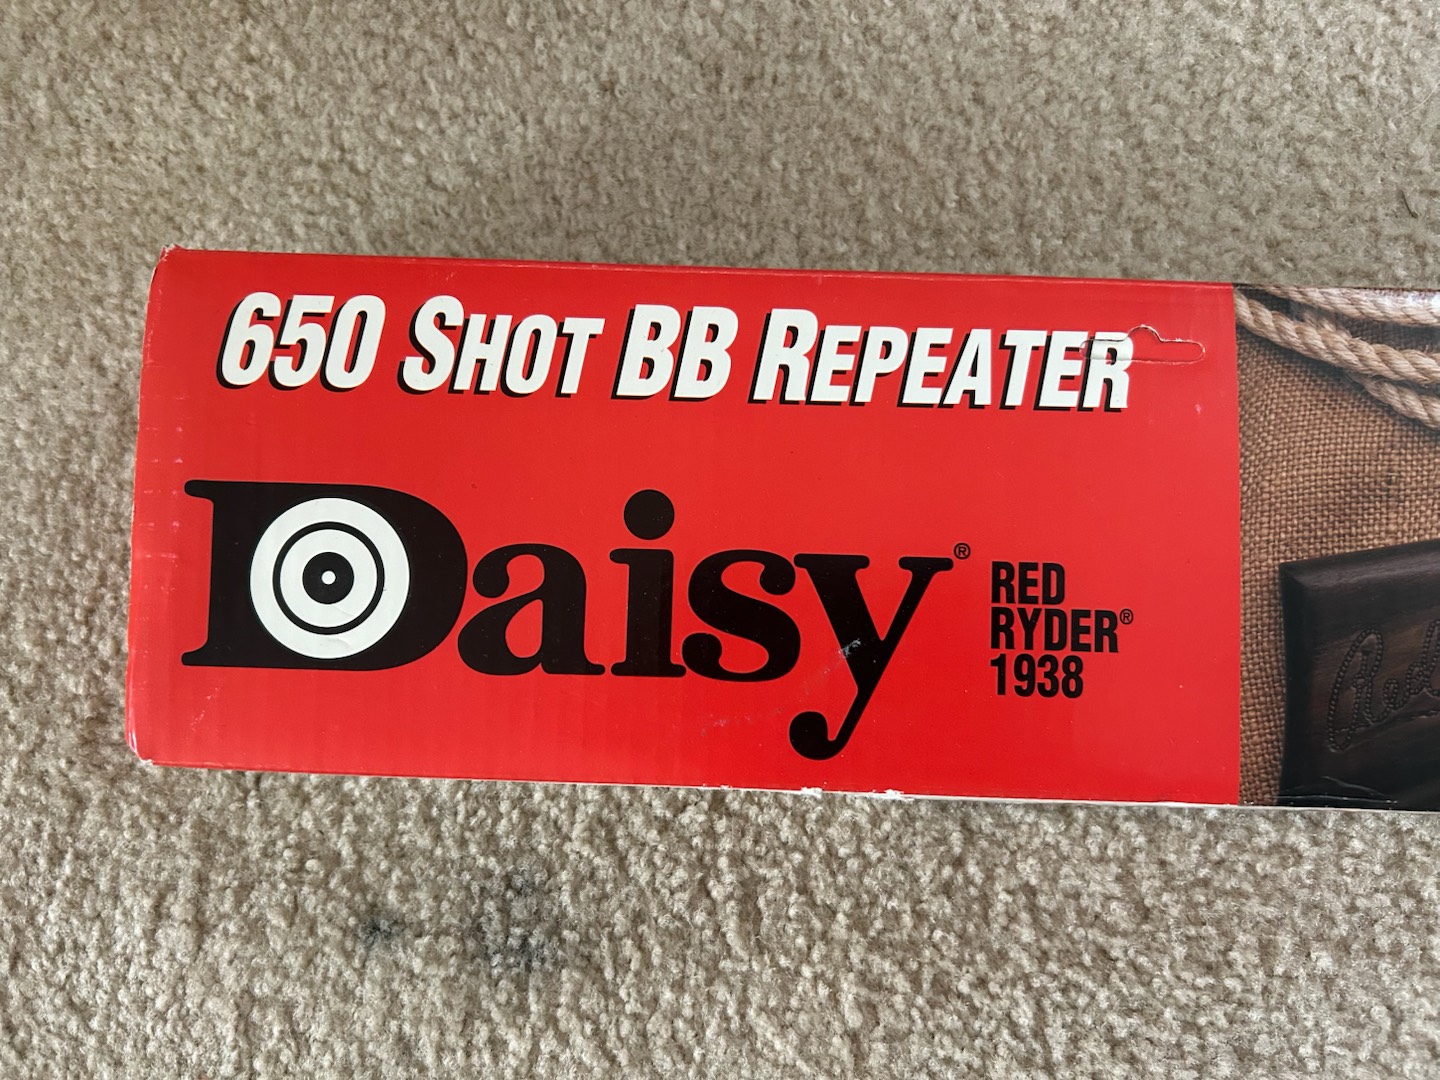 650 SHOT BB REPEATER
Daisy®
RED
RYDER®
1938